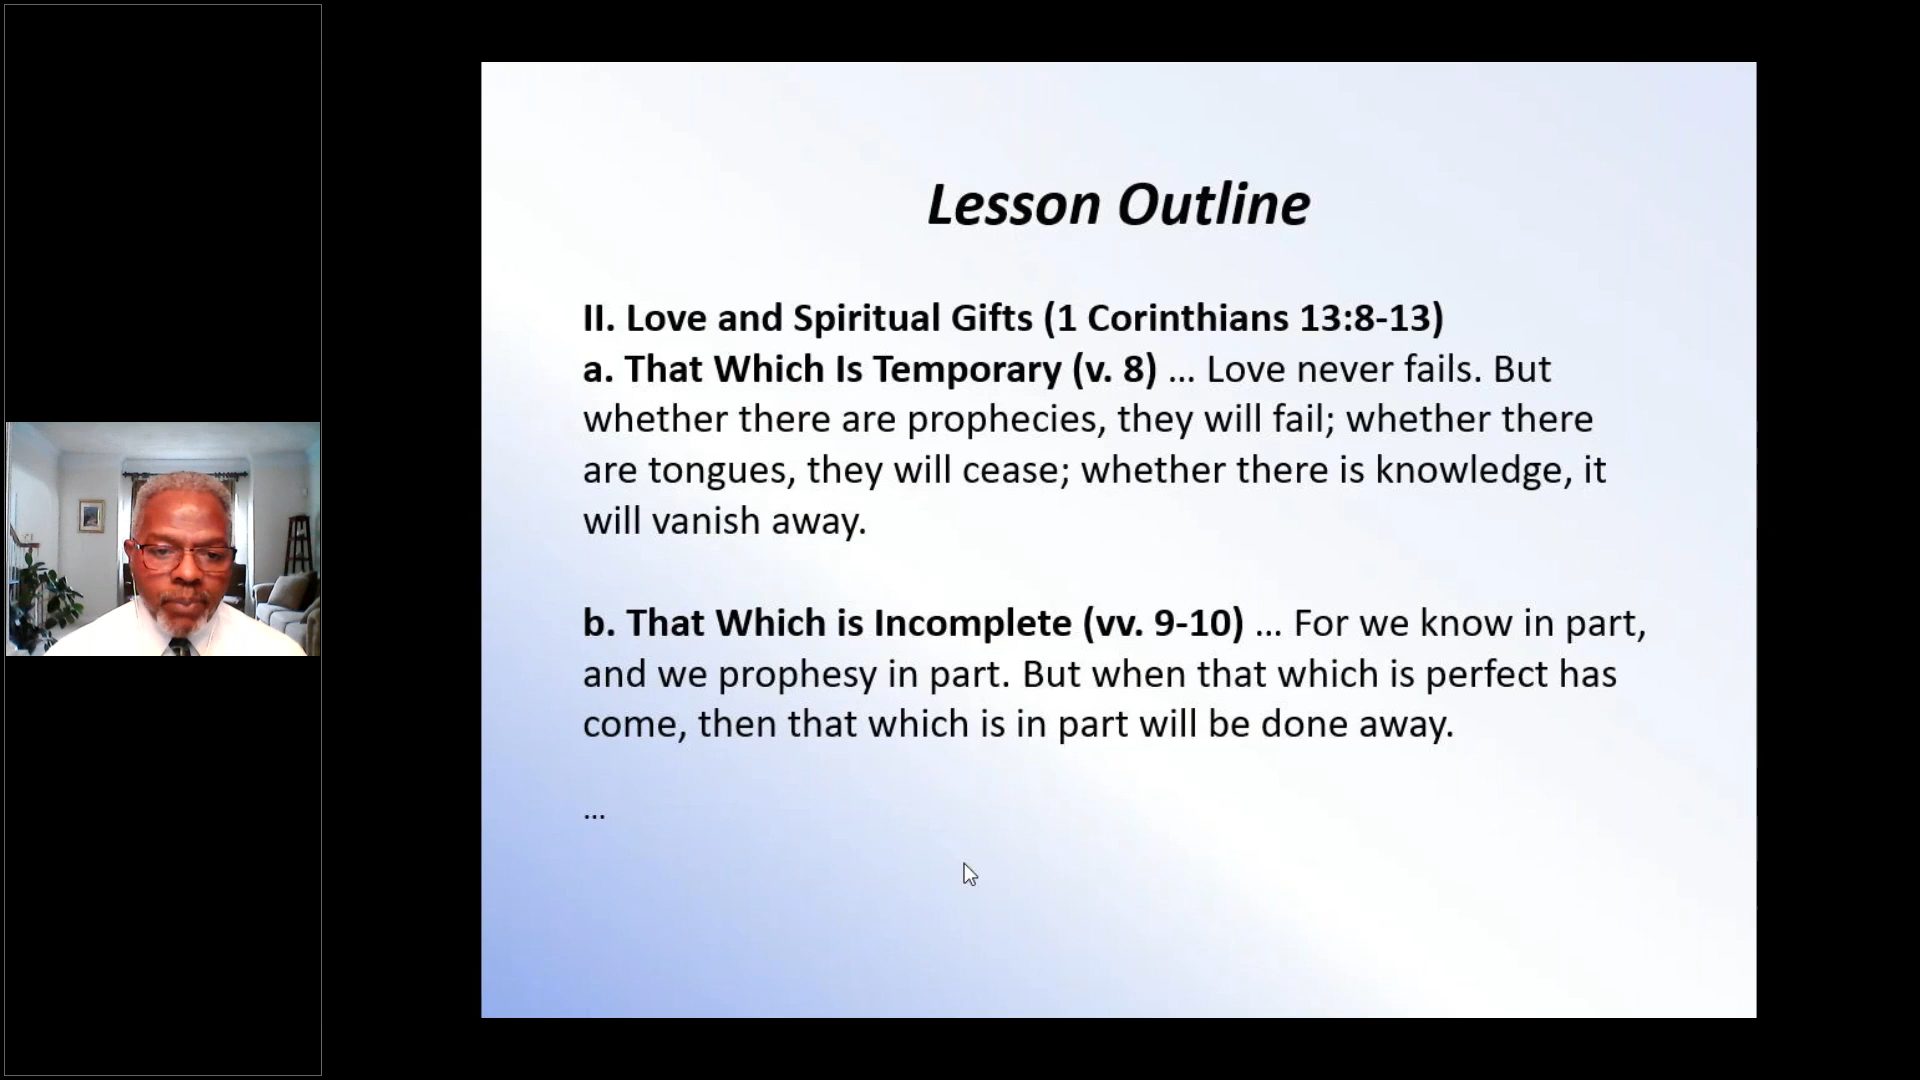 Lesson Outline
II. Love and Spiritual Gifts (1 Corinthians 13:8-13)
a. That Which Is Temporary (v. 8) ... Love never fails. But
whether there are prophecies, they will fail; whether there
are tongues, they will cease; whether there is knowledge, it
will vanish away.
b. That Which is Incomplete (vv. 9-10) ... For we know in part,
and we prophesy in part. But when that which is perfect has
come, then that which is in part will be done away.
...